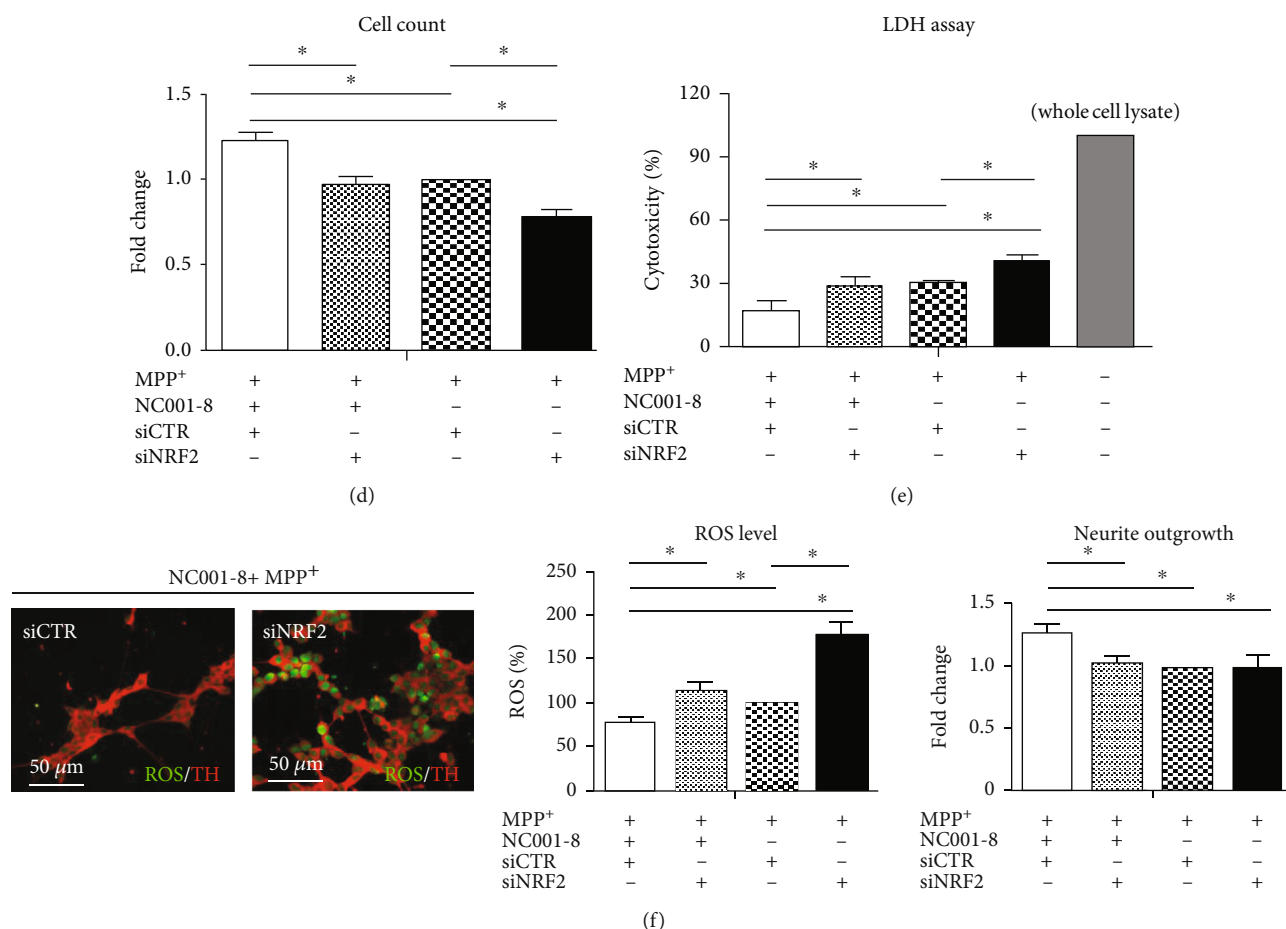 Cell count
*
*
*
*
Fold change
1.5
1.0
0.5
0.0
MPP+ + + + +
NC001-8 + + – –
siCTR + – + –
siNRF2 – + – +
(d)
LDH assay
(whole cell lysate)
*
*
*
*
Cytotoxicity (%)
120
90
60
30
0
MPP+ + + + + –
NC001-8 + + – – –
siCTR + – + – –
siNRF2 – + – + –
(e)
NC001-8+ MPP+
siCTR
50 μm
ROS/TH
siNRF2
50 μm
ROS/TH
ROS level
*
*
*
*
ROS (%)
250
200
150
100
50
0
MPP+ + + + +
NC001-8 + + – –
siCTR + – + –
siNRF2 – + – +
Neurite outgrowth
*
*
*
Fold change
1.5
1.0
0.5
0
MPP+ + + + +
NC001-8 + + – –
siCTR + – + –
siNRF2 – + – +
(f)